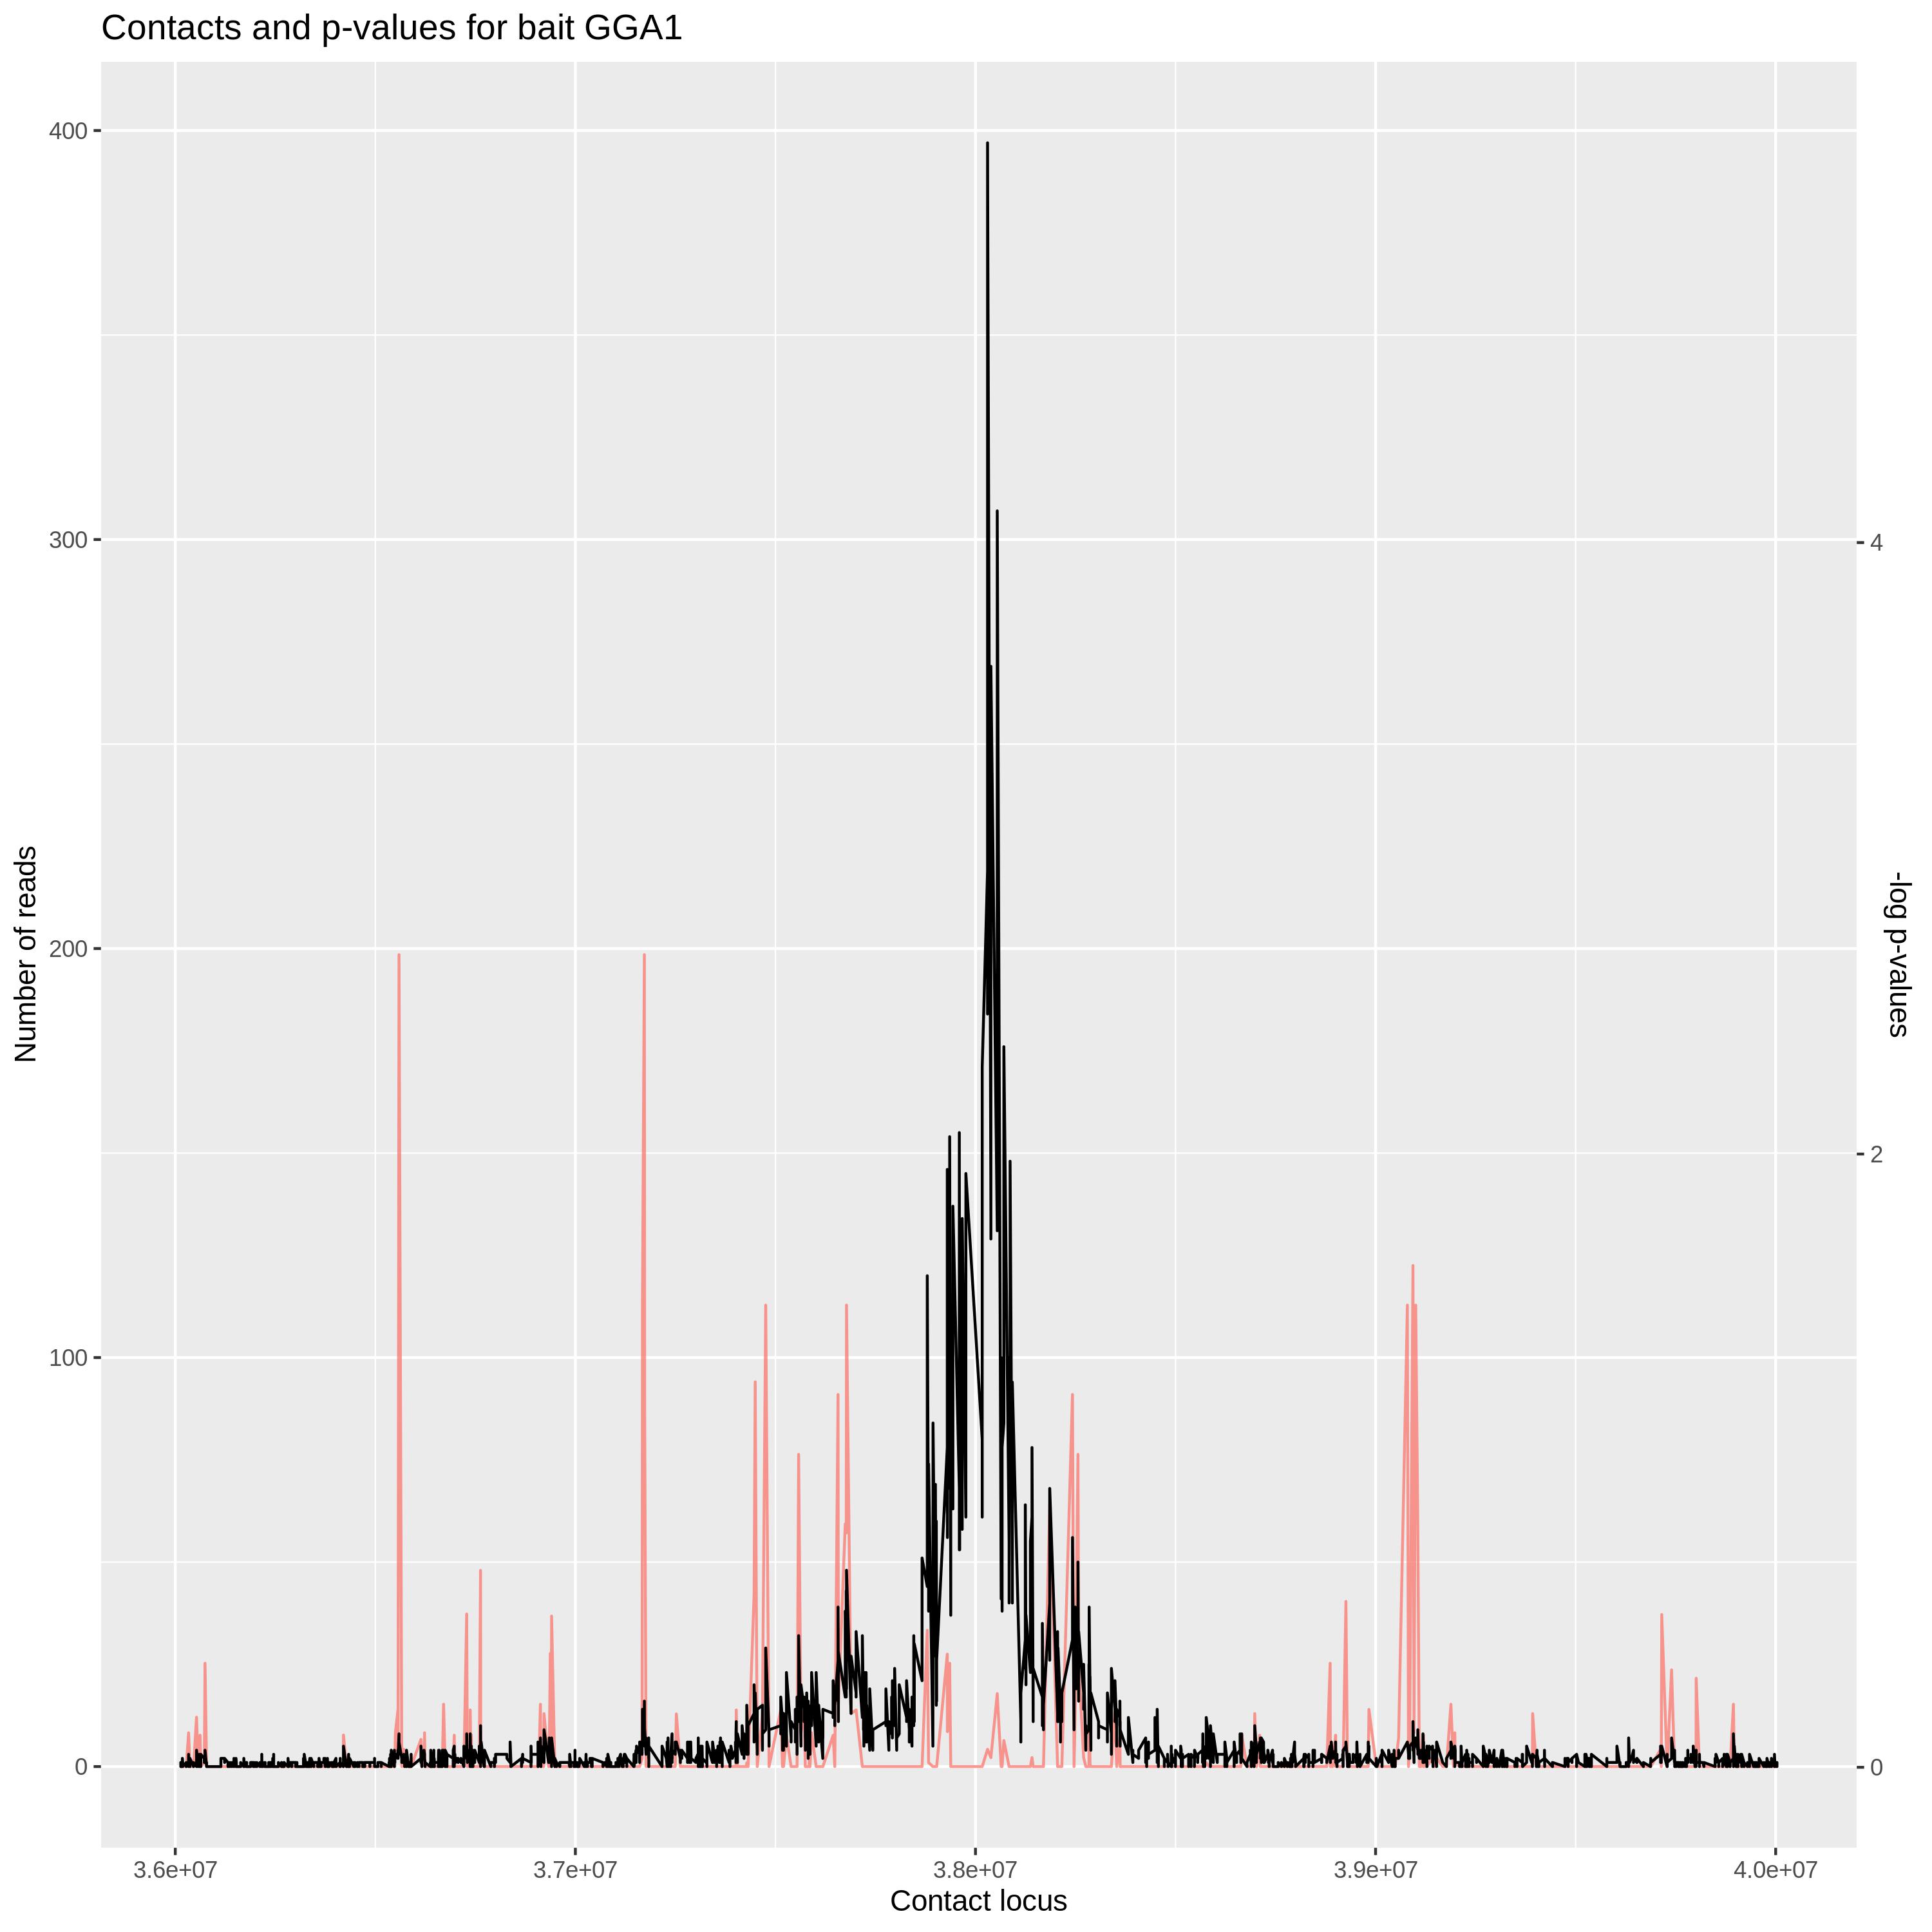 Contacts and p-values for bait GGA1
400
300
200
100
0
Number of reads
4
2
0
-log p-values
3.6e+07
3.7e+07
3.8e+07
3.9e+07
4.0e+07
Contact locus